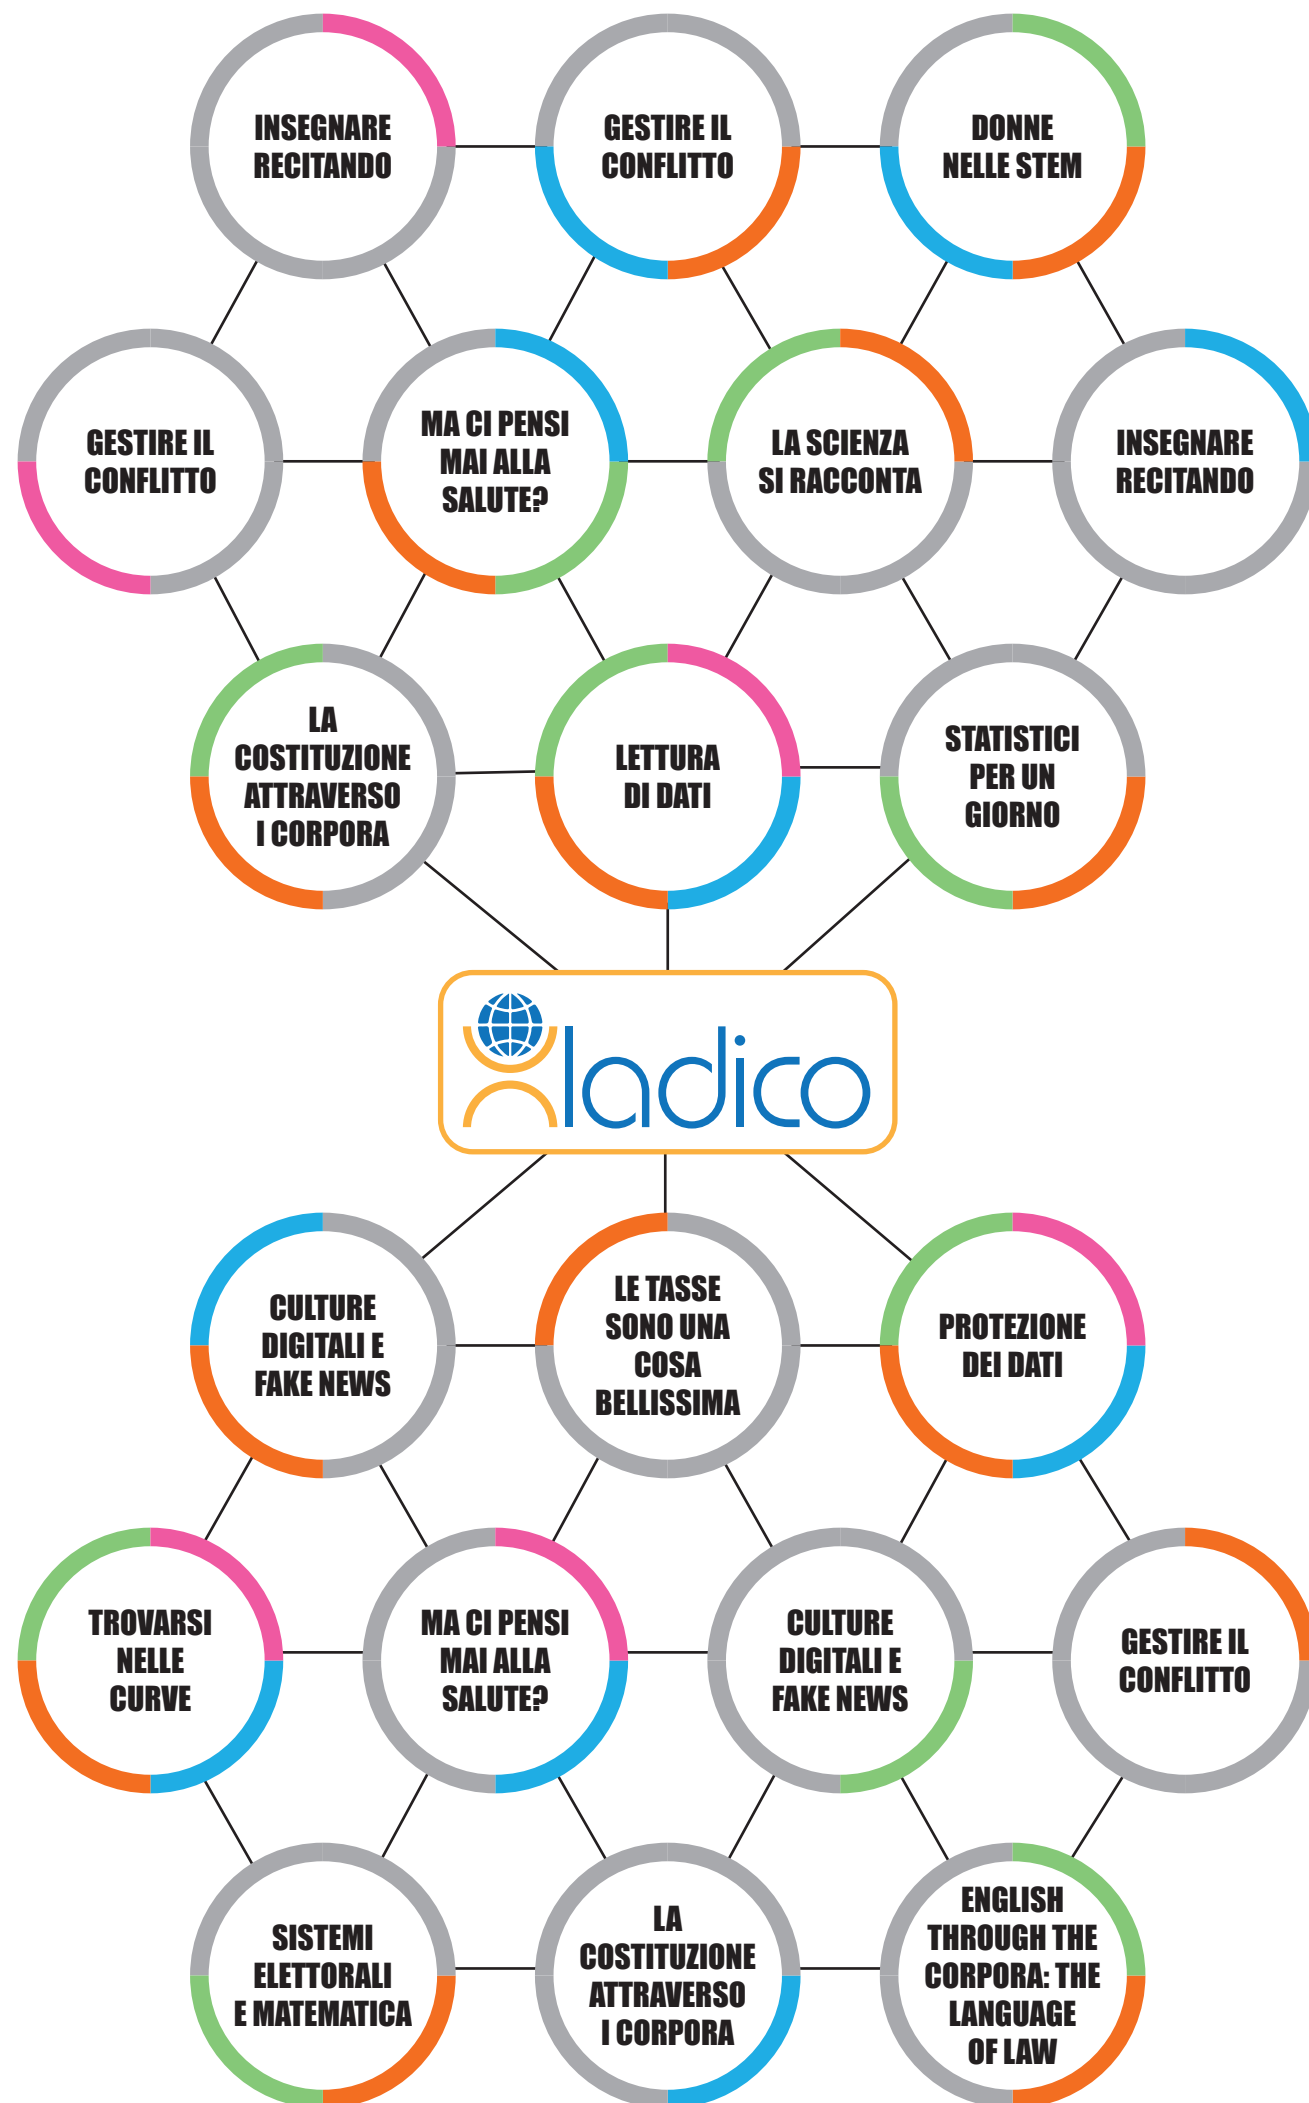 INSEGNARE
RECITANDO
GESTIRE IL
CONFLITTO
DONNE
NELLE STEM
GESTIRE IL
CONFLITTO
MA CI PENSI
MAI ALLA
SALUTE?
LA SCIENZA
SI RACCONTA
INSEGNARE
RECITANDO
LA
COSTITUZIONE
ATTRAVERSO
I CORPORA
LETTURA
DI DATI
STATISTICI
PER UN
GIORNO
ladico
CULTURE
DIGITALI E
FAKE NEWS
LE TASSE
SONO UNA
COSA
BELLISSIMA
PROTEZIONE
DEI DATI
TROVARSI
NELLE
CURVE
MA CI PENSI
MAI ALLA
SALUTE?
CULTURE
DIGITALI E
FAKE NEWS
GESTIRE IL
CONFLITTO
SISTEMI
ELETTORALI
E MATEMATICA
LA
COSTITUZIONE
ATTRAVERSO
I CORPORA
ENGLISH
THROUGH THE
CORPORA: THE
LANGUAGE
OF LAW